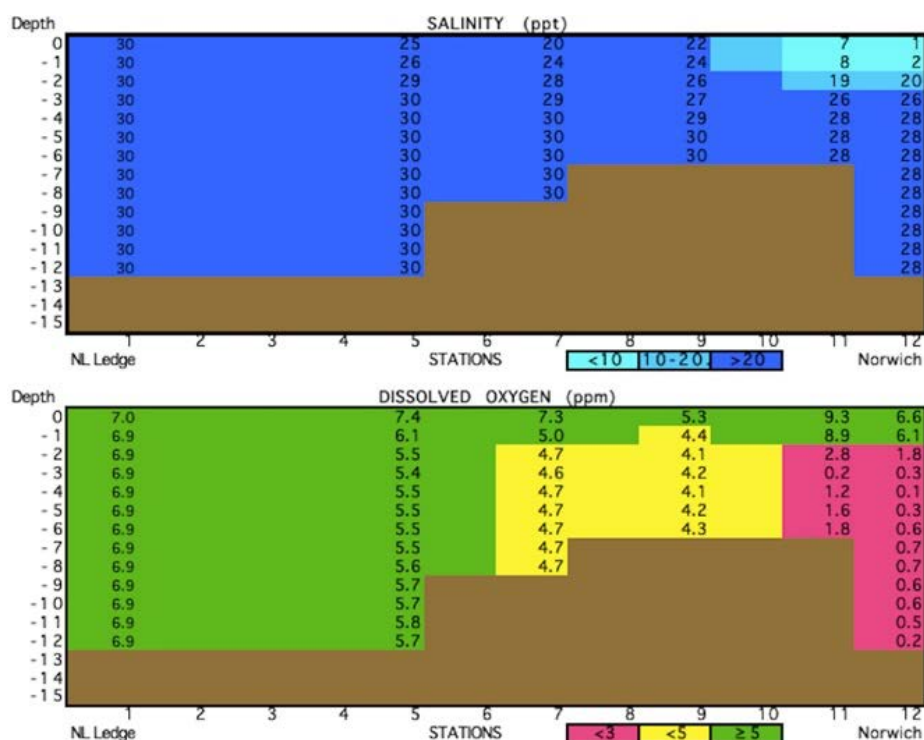 Depth SALINITY (ppt)
0 30 25 20 22 7 1
- 1 30 26 24 24 8 2
- 2 30 29 28 26 19 20
- 3 30 30 29 27 26 26
- 4 30 30 30 29 28 28
- 5 30 30 30 30 28 28
- 6 30 30 30 30 28 28
- 7 30 30 30 28
- 8 30 30 30 28
- 9 30 30 28
-10 30 30 28
-11 30 30 28
-12 30 30 28
-13
-14
-15
1 2 3 4 5 6 7 8 9 10 11 12
NL Ledge STATIONS <10 10-20. >20 Norwich
Depth DISSOLVED OXYGEN (ppm)
0 7.0 7.4 7.3 5.3 9.3 6.6
- 1 6.9 6.1 5.0 4.4 8.9 6.1
- 2 6.9 5.5 4.7 4.1 2.8 1.8
- 3 6.9 5.4 4.6 4.2 0.2 0.3
- 4 6.9 5.5 4.7 4.1 1.2 0.1
- 5 6.9 5.5 4.7 4.2 1.6 0.3
- 6 6.9 5.5 4.7 4.3 1.8 0.6
- 7 6.9 5.5 4.7 0.7
- 8 6.9 5.6 4.7 0.7
- 9 6.9 5.7 0.6
-10 6.9 5.7 0.6
-11 6.9 5.8 0.5
-12 6.9 5.7 0.2
-13
-14
-15
1 2 3 4 5 6 7 8 9 10 11 12
NL Ledge STATIONS <3 <5 ≥ 5 Norwich